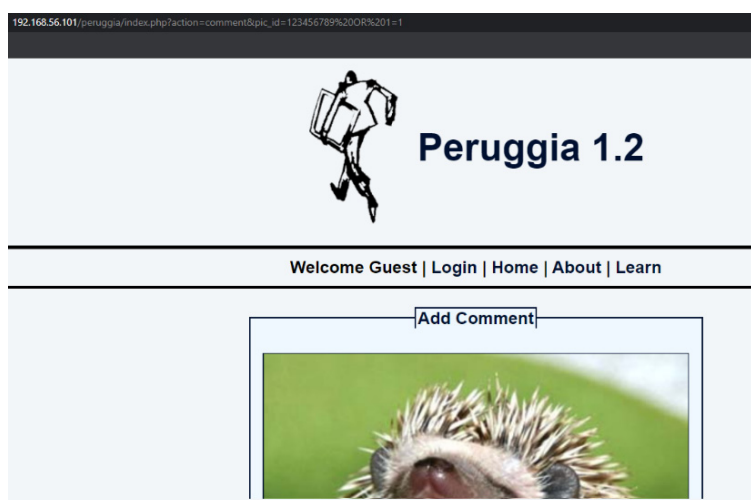 192.168.56.101/peruggia/index.php?action=comment&pic_id=123456789%20OR%201=1
Peruggia 1.2
Welcome Guest | Login | Home | About | Learn
Add Comment